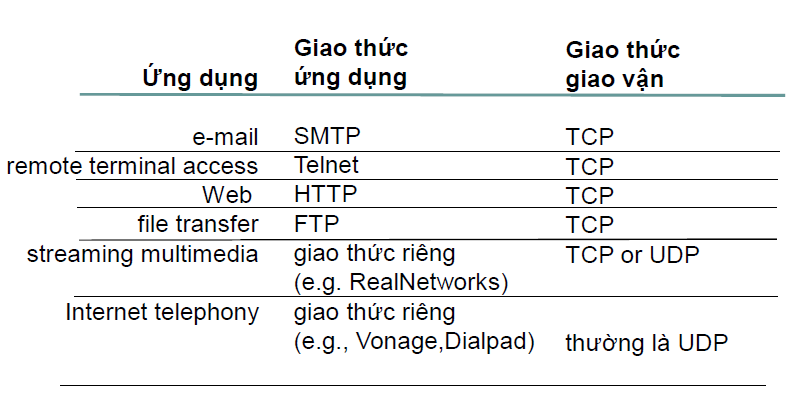 Ứng dụng Giao thức ứng dụng Giao thức giao vận
e-mail SMTP TCP
remote terminal access Telnet TCP
Web HTTP TCP
file transfer FTP TCP
streaming multimedia giao thức riêng TCP or UDP
(e.g. RealNetworks)
Internet telephony giao thức riêng
(e.g., Vonage,Dialpad) thường là UDP